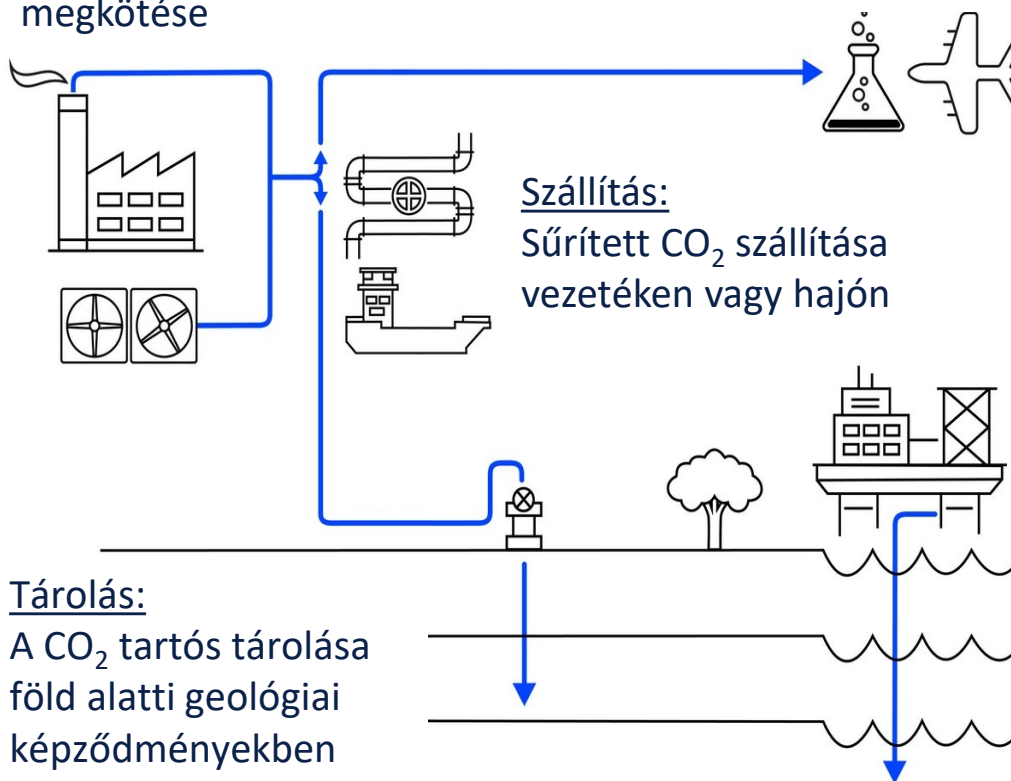 megkötése
Szállítás:
Sűrített CO₂ szállítása
vezetéken vagy hajón
Tárolás:
A CO₂ tartós tárolása
föld alatti geológiai
képződményekben